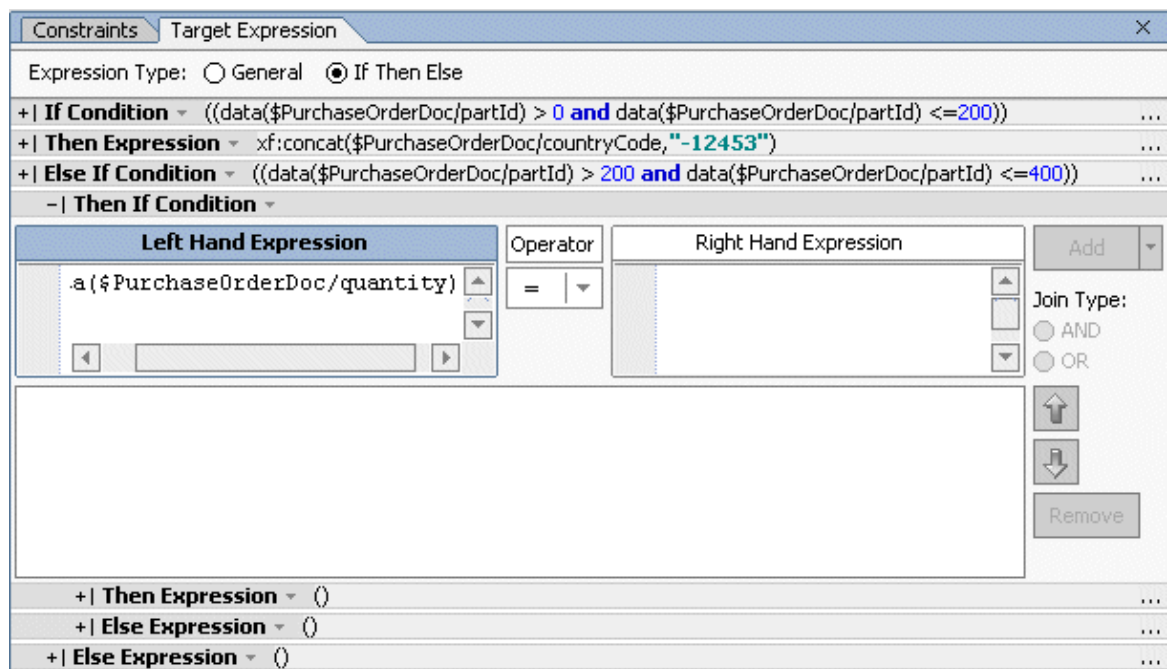 Constraints Target Expression
Expression Type: General If Then Else
+| If Condition ((data($PurchaseOrderDoc/partId) > 0 and data($PurchaseOrderDoc/partId) <=200)) ...
+| Then Expression xf:concat($PurchaseOrderDoc/countryCode,"-12453") ...
+| Else If Condition ((data($PurchaseOrderDoc/partId) > 200 and data($PurchaseOrderDoc/partId) <=400)) ...
−| Then If Condition
Left Hand Expression Operator Right Hand Expression Add
.a($PurchaseOrderDoc/quantity) =
Join Type:
AND
OR
Remove
+| Then Expression () ...
+| Else Expression () ...
+| Else Expression () ...